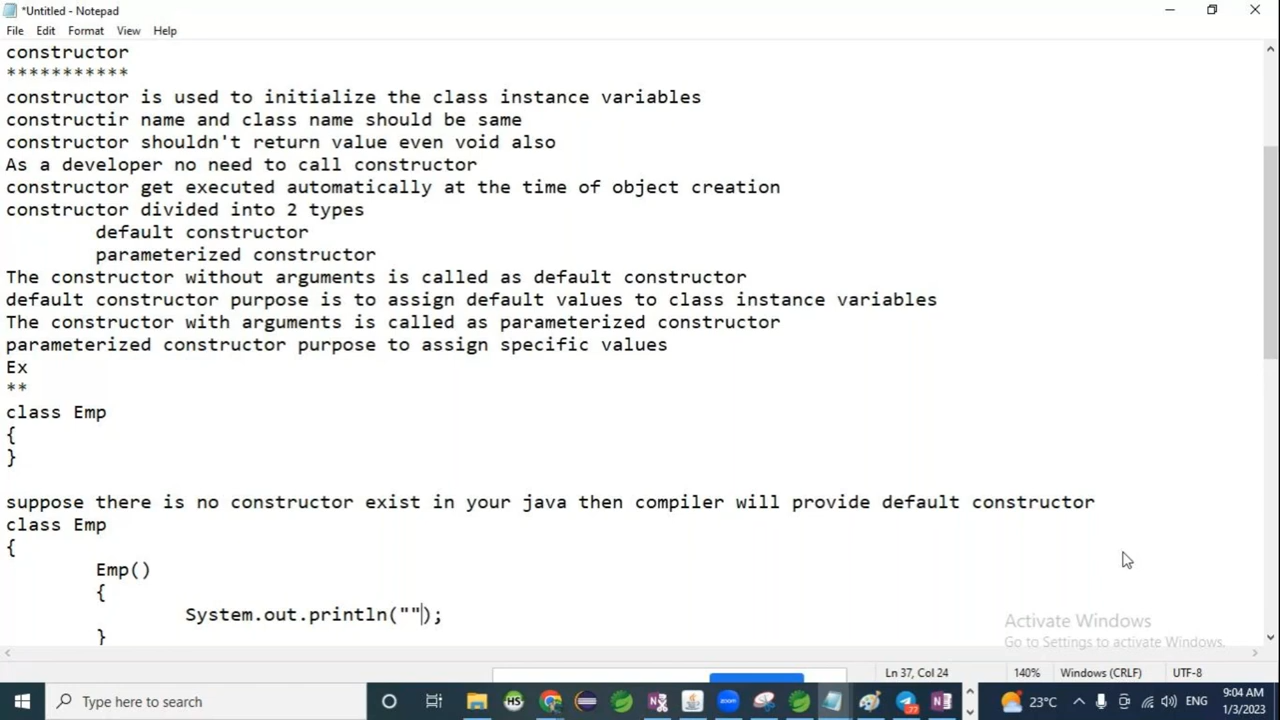 *Untitled - Notepad
File Edit Format View Help
constructor
***********
constructor is used to initialize the class instance variables
constructir name and class name should be same
constructor shouldn't return value even void also
As a developer no need to call constructor
constructor get executed automatically at the time of object creation
constructor divided into 2 types
default constructor
parameterized constructor
The constructor without arguments is called as default constructor
default constructor purpose is to assign default values to class instance variables
The constructor with arguments is called as parameterized constructor
parameterized constructor purpose to assign specific values
Ex
**
class Emp
{
}
suppose there is no constructor exist in your java then compiler will provide default constructor
class Emp
{
Emp()
{
System.out.println("");
}
Activate Windows
Go to Settings to activate Windows.
Ln 37, Col 24 140% Windows (CRLF) UTF-8
Type here to search
HS
77
23°C
ENG
9:04 AM
1/3/2023